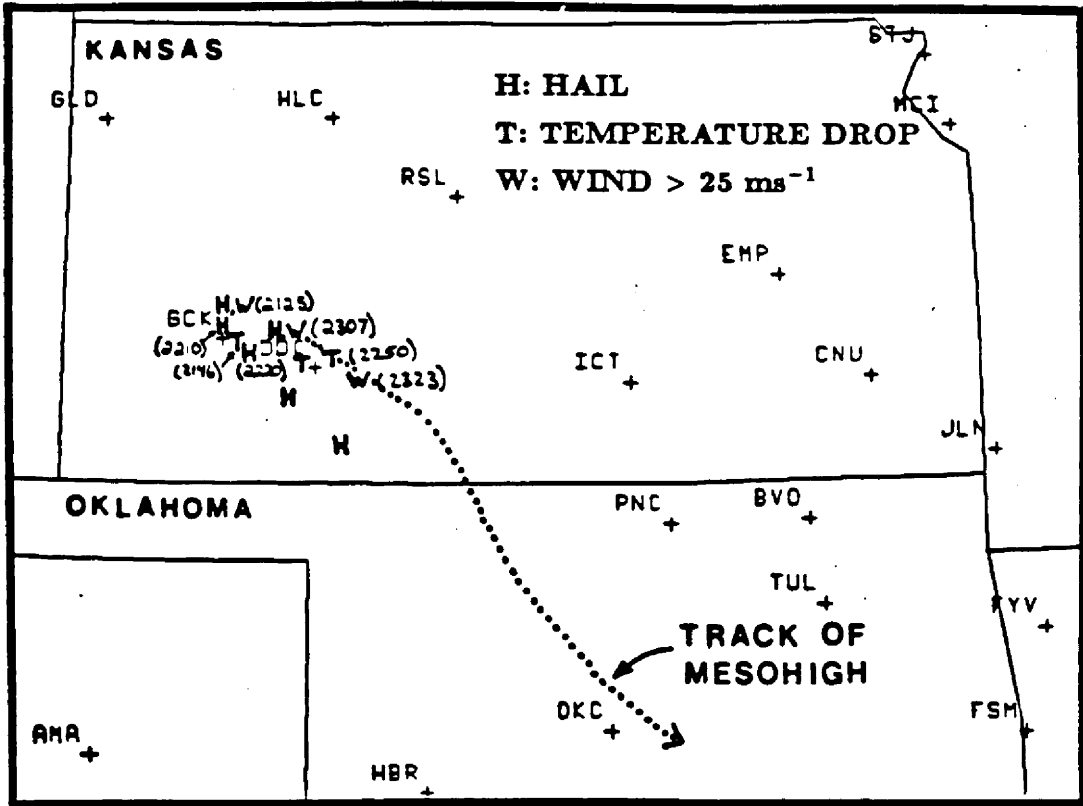 KANSAS
H: HAIL
GLD
HLC
MCI
T: TEMPERATURE DROP
RSL
W: WIND > 25 ms⁻¹
EMP
H,W(2125)
GCK
H
T
H W(2307)
(2210)
H
T(2250)
(2146)
(2220)
T
W(2323)
ICT
CNU
H
H
JLN
OKLAHOMA
PNC
BVO
TUL
FYV
TRACK OF
MESOHIGH
OKC
FSM
AMA
HBR